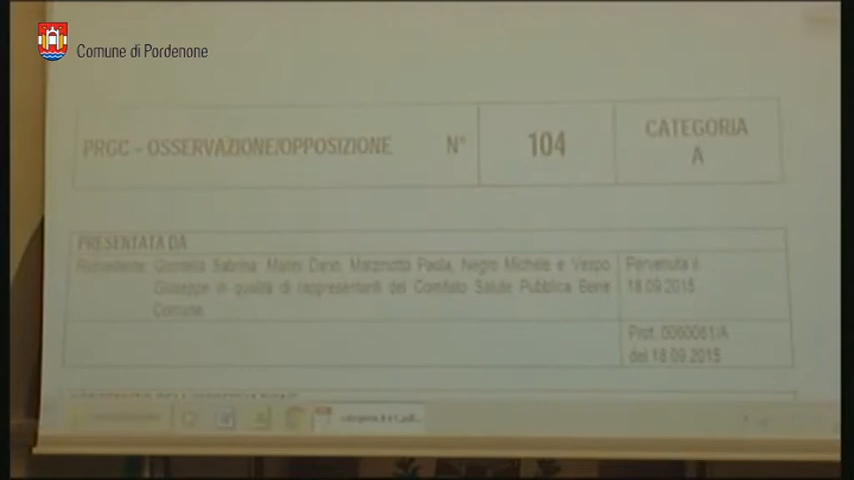 Comune di Pordenone
PRGC - OSSERVAZIONE/OPPOSIZIONE N° 104 CATEGORIA A
PRESENTATA DA
Richiedente: Sabrina, Marini Dario, Marzinotto Paola, Negro Michele e Vespo
Pervenuta il
Giuseppe in qualità di rappresentanti del Comitato Salute Pubblica Bene
18.09.2015
Comune.
Prot. 0060061/A
del 18.09.2015